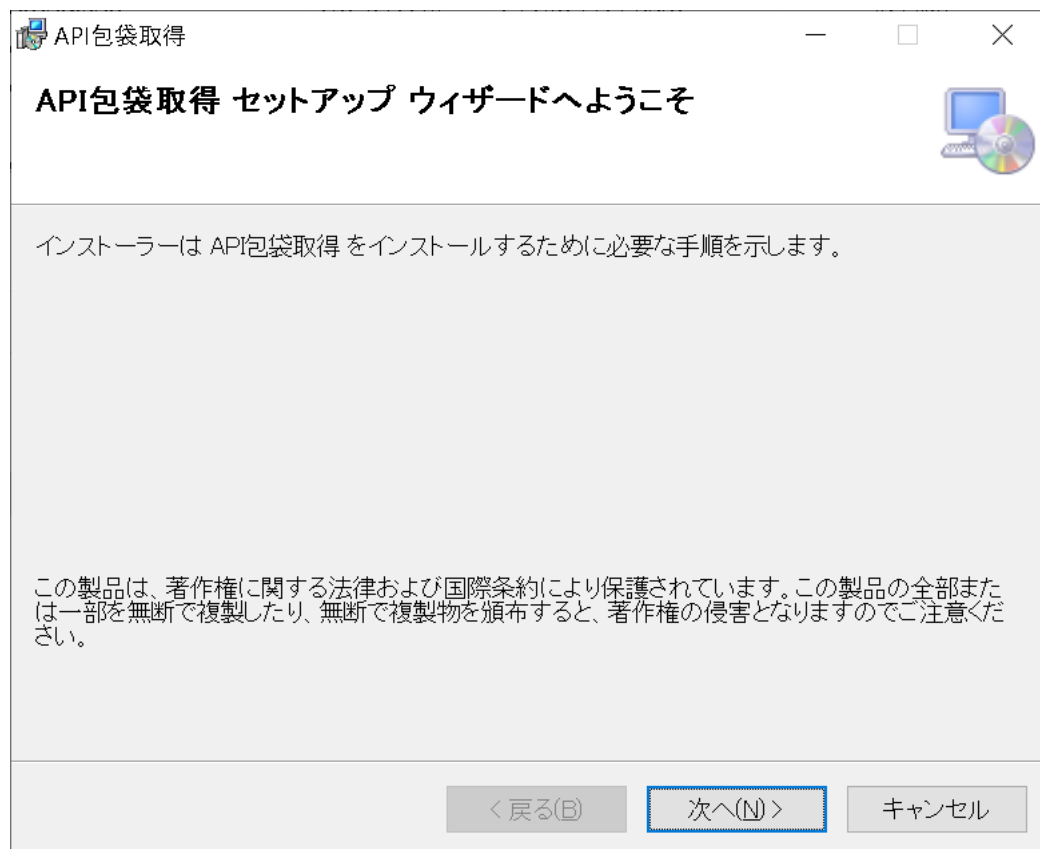 API包袋取得
API包袋取得 セットアップ ウィザードへようこそ
インストーラーは API包袋取得 をインストールするために必要な手順を示します。
この製品は、著作権に関する法律および国際条約により保護されています。この製品の全部また
は一部を無断で複製したり、無断で複製物を頒布すると、著作権の侵害となりますのでご注意くだ
さい。
< 戻る(B) 次へ(N) > キャンセル